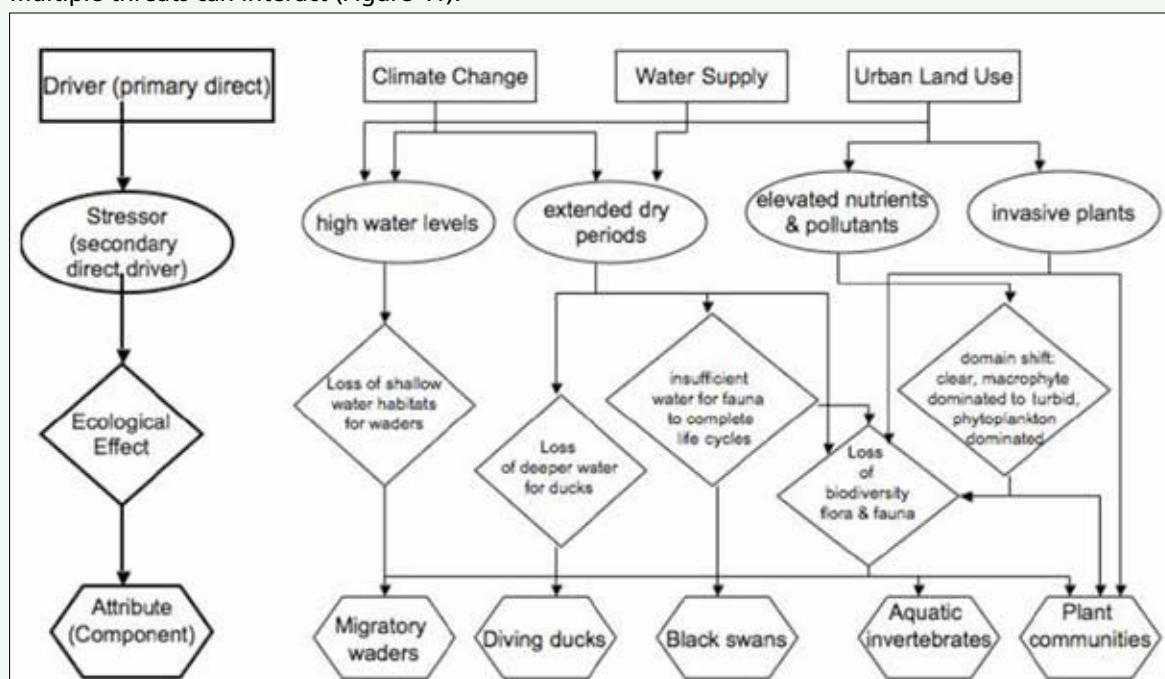 multiple threats can interact (Figure 41).
Driver (primary direct)
Climate Change
Water Supply
Urban Land Use
Stressor
(secondary
direct driver)
high water levels
extended dry
periods
elevated nutrients
& pollutants
invasive plants
Ecological
Effect
Loss of shallow
water habitats
for waders
Loss
of deeper water
for ducks
insufficient
water for fauna
to complete
life cycles
Loss
of
biodiversity
flora & fauna
domain shift:
clear, macrophyte
dominated to turbid,
phytoplankton
dominated
Attribute
(Component)
Migratory
waders
Diving ducks
Black swans
Aquatic
invertebrates
Plant
communities